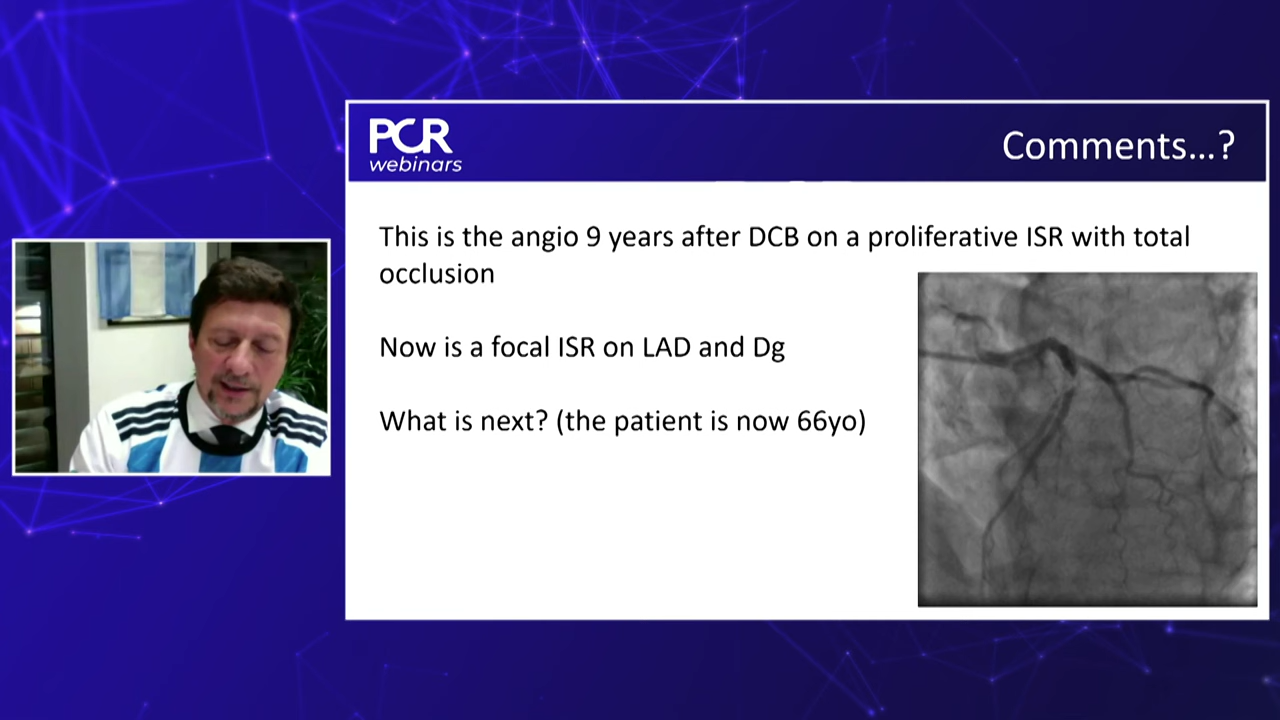 PCR
webinars
Comments...?
This is the angio 9 years after DCB on a proliferative ISR with total
occlusion
Now is a focal ISR on LAD and Dg
What is next? (the patient is now 66yo)